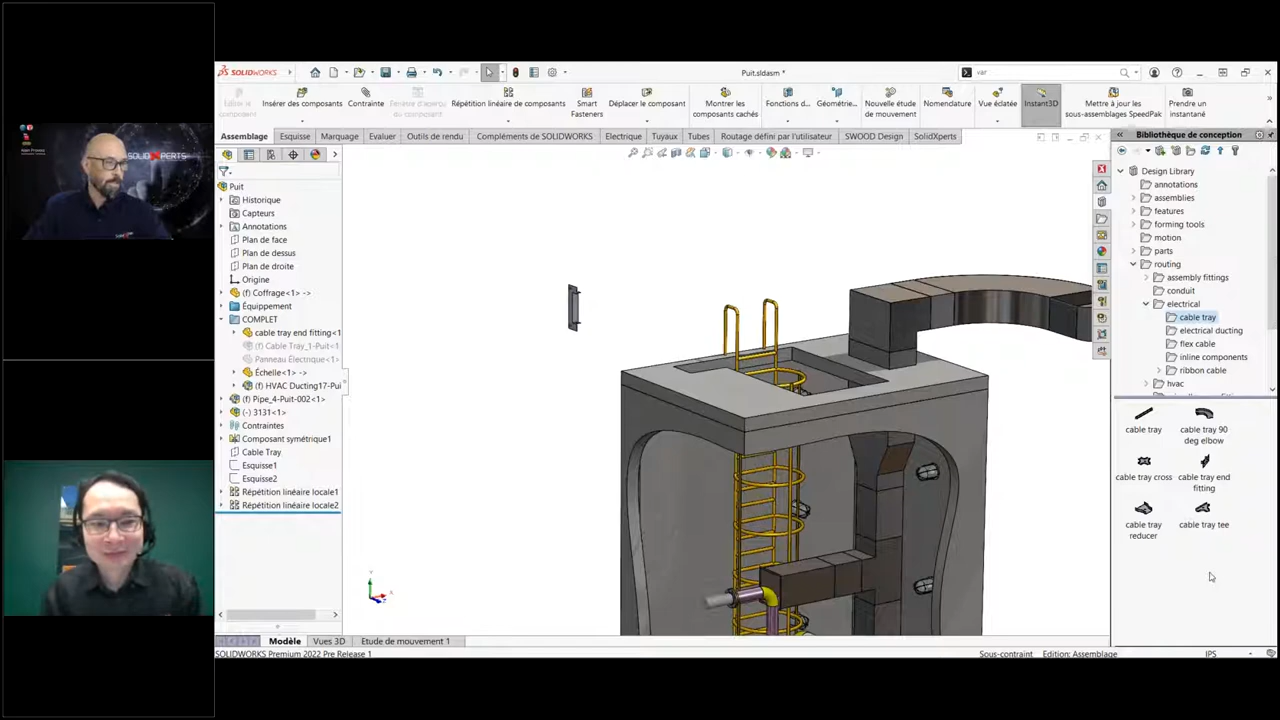 SOLIDXPERTS
SOLIDWORKS
Puit.sldasm *
var
Insérer des composants
Contrainte
Répétition linéaire de composants
Smart Fasteners
Déplacer le composant
Montrer les composants cachés
Fonctions d...
Géométrie...
Nouvelle étude de mouvement
Nomenclature
Vue éclatée
Instant3D
Mettre à jour les sous-assemblages SpeedPak
Prendre un instantané
Assemblage
Esquisse
Marquage
Evaluer
Outils de rendu
Compléments de SOLIDWORKS
Electrique
Tuyaux
Tubes
Routage défini par l'utilisateur
SWOOD Design
SolidXperts
Puit
Historique
Capteurs
Annotations
Plan de face
Plan de dessus
Plan de droite
Origine
(f) Coffrage<1> ->
Équippement
COMPLET
cable tray end fitting<1>
(f) Cable Tray_1-Puit<1>
Panneau Électrique<1>
Échelle<1> ->
(f) HVAC Ducting17-Pui
(f) Pipe_4-Puit-002<1>
(-) 3131<1>
Contraintes
Composant symétrique1
Cable Tray
Esquisse1
Esquisse2
Répétition linéaire locale1
Répétition linéaire locale2
Bibliothèque de conception
Design Library
annotations
assemblies
features
forming tools
motion
parts
routing
assembly fittings
conduit
electrical
cable tray
electrical ducting
flex cable
inline components
ribbon cable
hvac
cable tray
cable tray 90 deg elbow
cable tray cross
cable tray end fitting
cable tray reducer
cable tray tee
Modèle
Vues 3D
Etude de mouvement 1
SOLIDWORKS Premium 2022 Pre Release 1
Sous-contraint
Edition: Assemblage
IPS